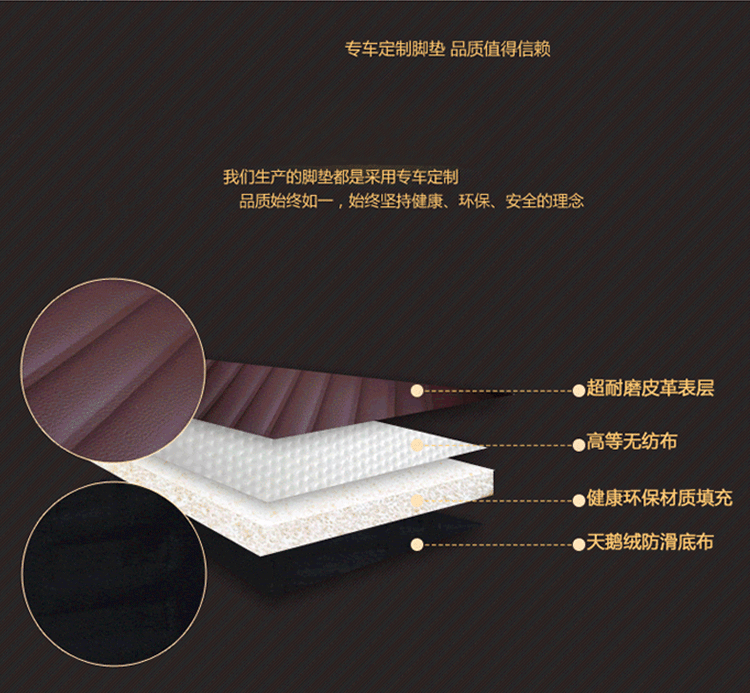 专车定制脚垫 品质值得信赖
我们生产的脚垫都是采用专车定制
品质始终如一，始终坚持健康、环保、安全的理念
超耐磨皮革表层
高等无纺布
健康环保材质填充
天鹅绒防滑底布